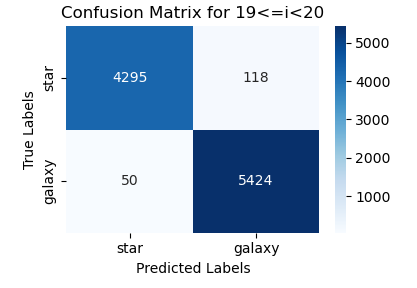 Confusion Matrix for 19<=i<20
True Labels
star
galaxy
4295 118
50 5424
star galaxy
Predicted Labels
5000
4000
3000
2000
1000